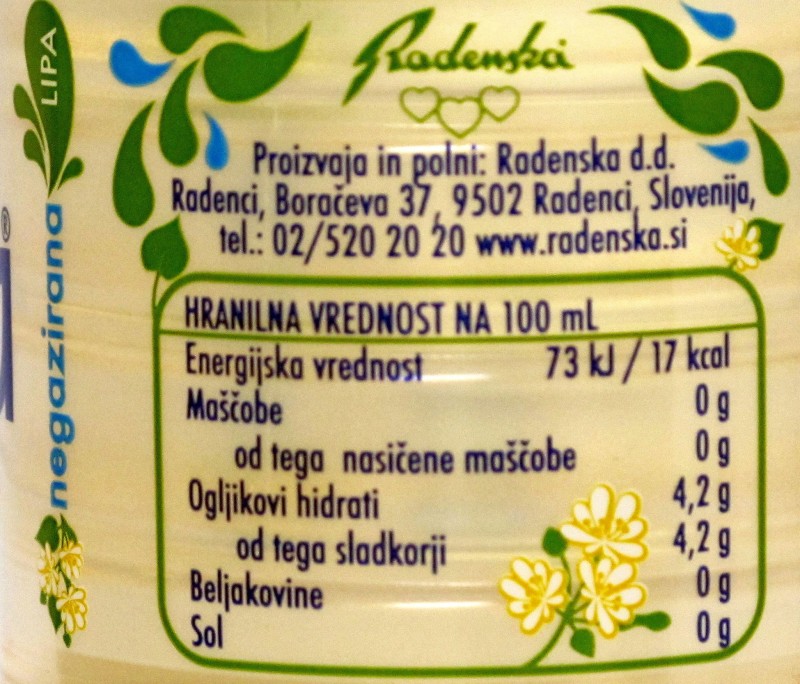 LIPA
negazirana
®
Radenska
Proizvaja in polni: Radenska d.d.
Radenci, Boračeva 37, 9502 Radenci, Slovenija,
tel.: 02/520 20 20 www.radenska.si
HRANILNA VREDNOST NA 100 mL
Energijska vrednost 73 kJ / 17 kcal
Maščobe 0 g
od tega nasičene maščobe 0 g
Ogljikovi hidrati 4,2 g
od tega sladkorji 4,2 g
Beljakovine 0 g
Sol 0 g